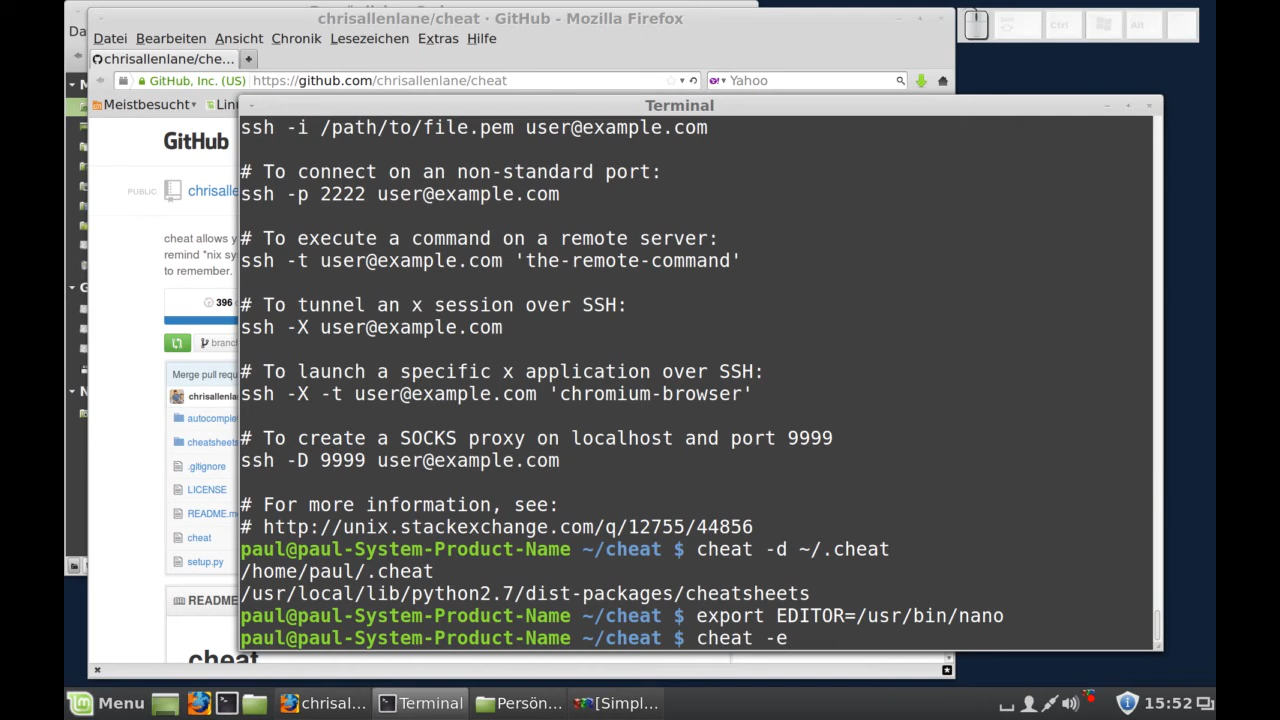 chrisallenlane/cheat · GitHub - Mozilla Firefox
Da
Datei Bearbeiten Ansicht Chronik Lesezeichen Extras Hilfe
Ctrl
Alt
chrisallenlane/che...
GitHub, Inc. (US) https://github.com/chrisallenlane/cheat
Yahoo
Meistbesucht
Terminal
GitHub
PUBLIC
cheat allows y
remind *nix sy
to remember.
396
branch
Merge pull requ
chrisallenl
autocomple
cheatsheets
.gitignore
LICENSE
README.m
cheat
setup.py
README
cheat
ssh -i /path/to/file.pem user@example.com
# To connect on an non-standard port:
ssh -p 2222 user@example.com
# To execute a command on a remote server:
ssh -t user@example.com 'the-remote-command'
# To tunnel an x session over SSH:
ssh -X user@example.com
# To launch a specific x application over SSH:
ssh -X -t user@example.com 'chromium-browser'
# To create a SOCKS proxy on localhost and port 9999
ssh -D 9999 user@example.com
# For more information, see:
# http://unix.stackexchange.com/q/12755/44856
paul@paul-System-Product-Name ~/cheat $ cheat -d ~/.cheat
/home/paul/.cheat
/usr/local/lib/python2.7/dist-packages/cheatsheets
paul@paul-System-Product-Name ~/cheat $ export EDITOR=/usr/bin/nano
paul@paul-System-Product-Name ~/cheat $ cheat -e
Menu
chrisal...
Terminal
Persön...
[Simpl...
15:52